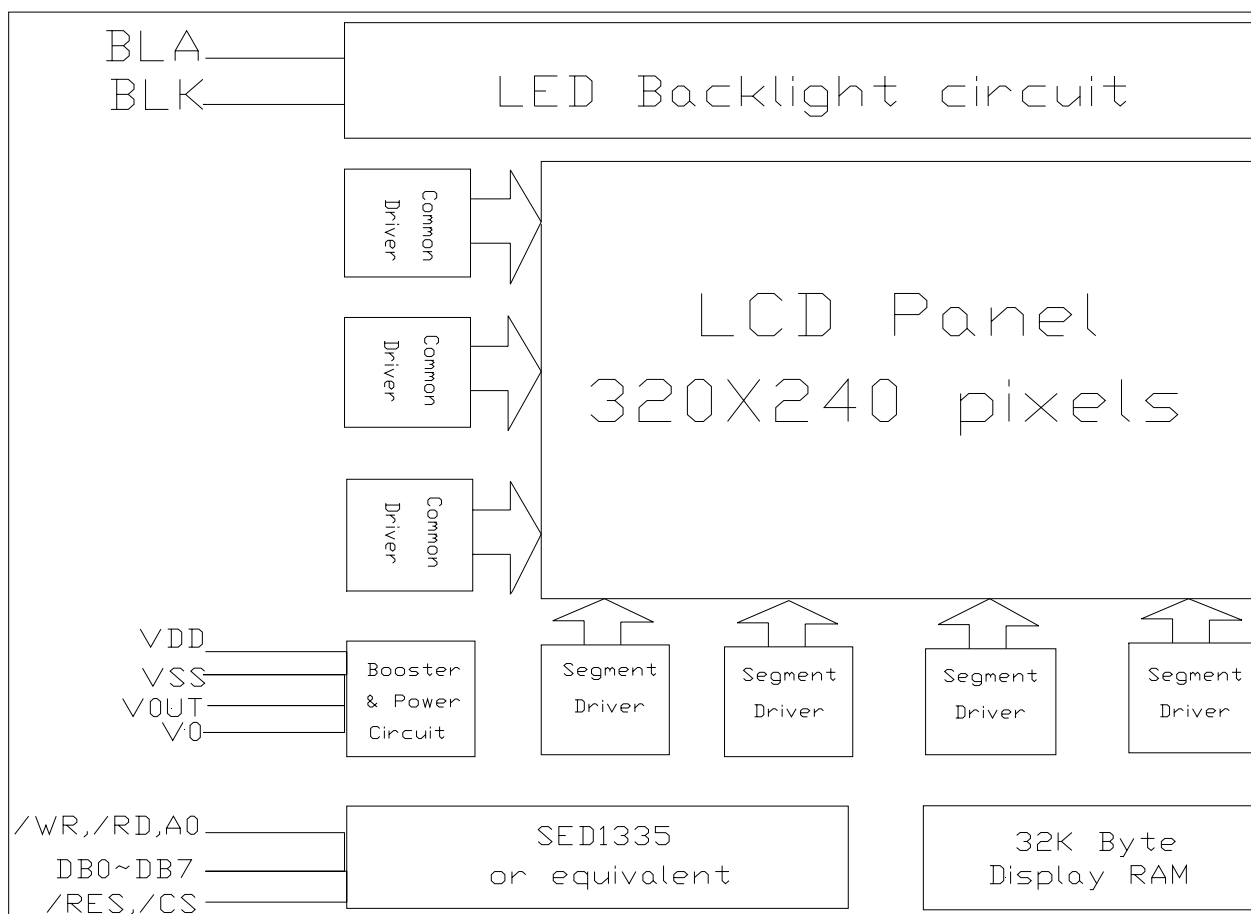 BLA
BLK
LED Backlight circuit
Common
Driver
Common
Driver
Common
Driver
LCD Panel
320X240 pixels
VDD
VSS
VOUT
V0
Booster
& Power
Circuit
Segment
Driver
Segment
Driver
Segment
Driver
Segment
Driver
/WR,/RD,A0
DB0~DB7
/RES,/CS
SED1335
or equivalent
32K Byte
Display RAM